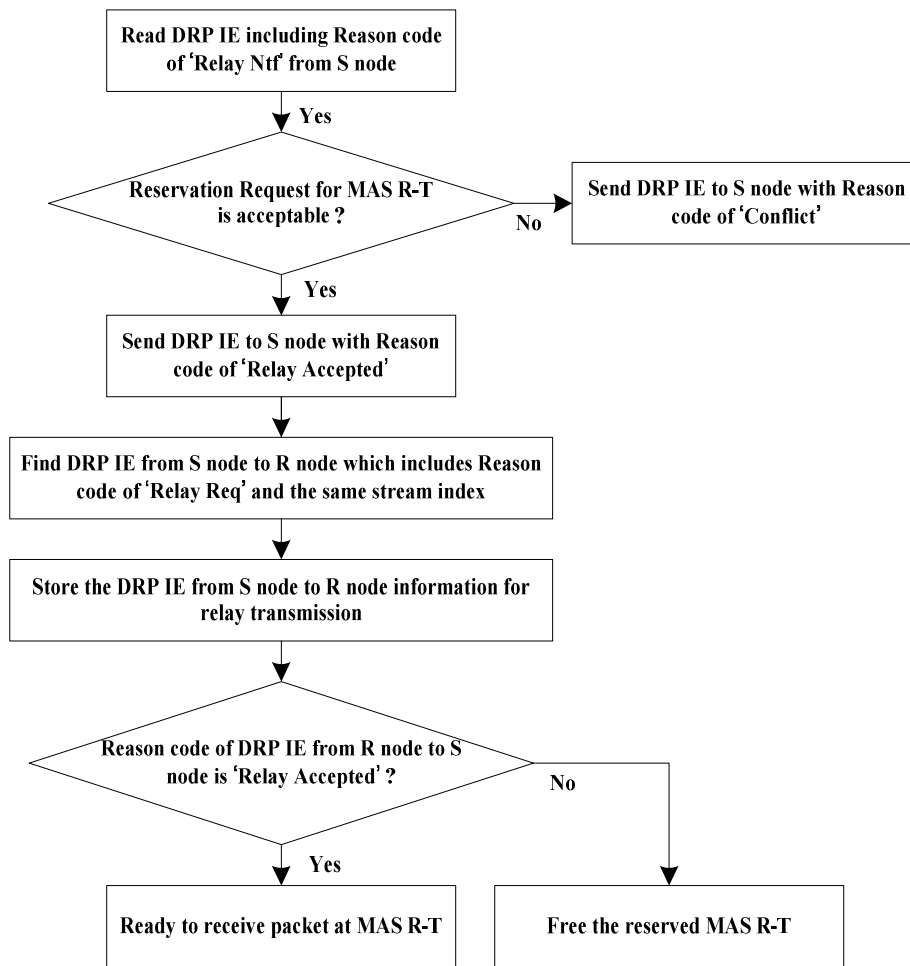 Read DRP IE including Reason code
of ‘Relay Ntf’ from S node
Yes
Reservation Request for MAS R-T
is acceptable ?
No
Send DRP IE to S node with Reason
code of ‘Conflict’
Yes
Send DRP IE to S node with Reason
code of ‘Relay Accepted’
Find DRP IE from S node to R node which includes Reason
code of ‘Relay Req’ and the same stream index
Store the DRP IE from S node to R node information for
relay transmission
Reason code of DRP IE from R node to S
node is ‘Relay Accepted’ ?
No
Yes
Ready to receive packet at MAS R-T
Free the reserved MAS R-T